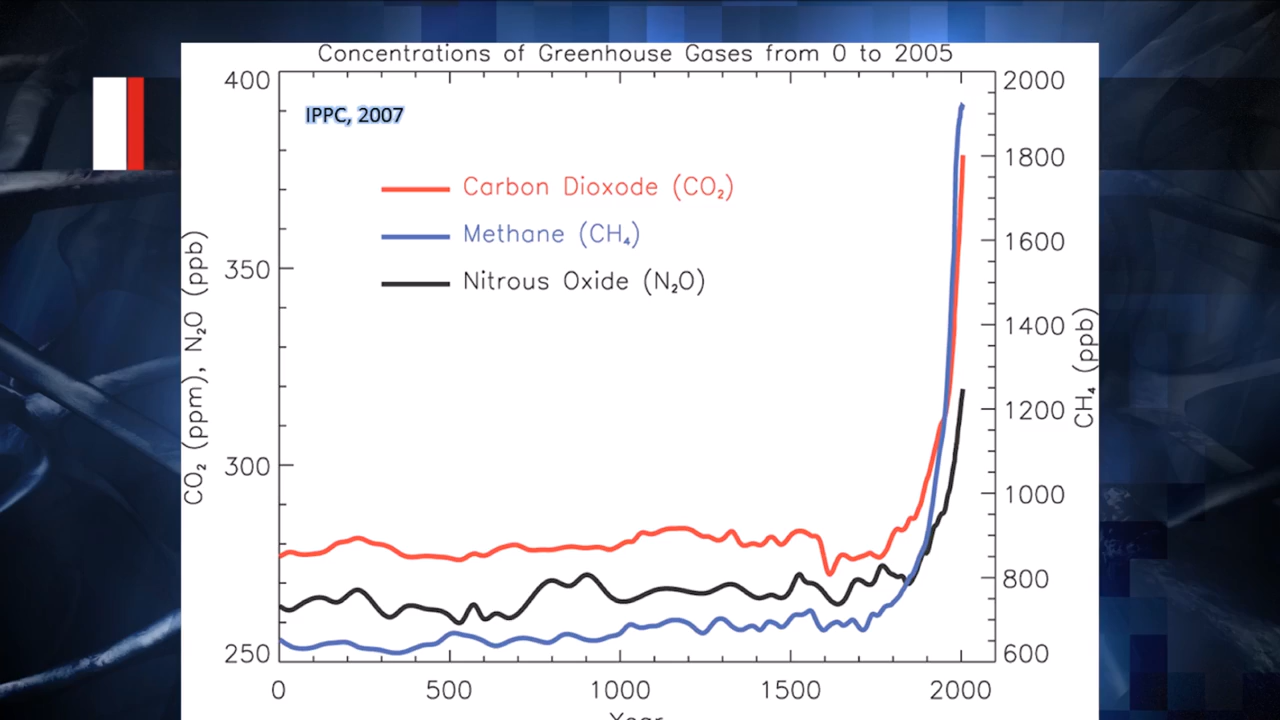 Concentrations of Greenhouse Gases from 0 to 2005
IPPC, 2007
Carbon Dioxode (CO₂)
Methane (CH₄)
Nitrous Oxide (N₂O)
CO₂ (ppm), N₂O (ppb)
400
350
300
250
2000
1800
1600
1400
1200
1000
800
600
CH₄ (ppb)
0 500 1000 1500 2000
Year